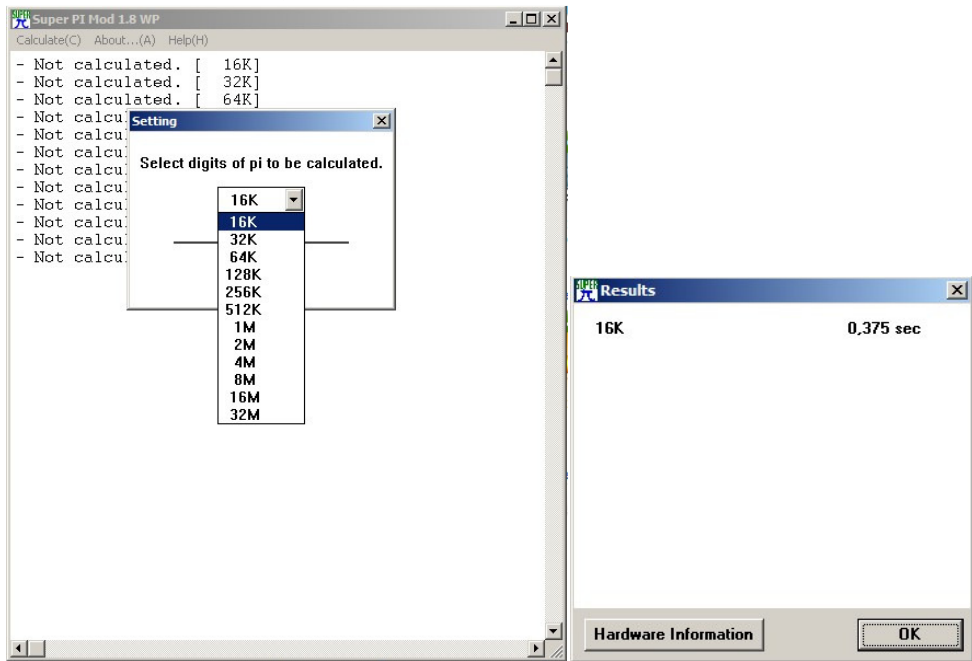 SUPER π Super PI Mod 1.8 WP
Calculate(C) About...(A) Help(H)
- Not calculated. [ 16K]
- Not calculated. [ 32K]
- Not calculated. [ 64K]
- Not calcul
- Not calcul
- Not calcul
- Not calcul
- Not calcul
- Not calcul
- Not calcul
- Not calcul
- Not calcul
Setting
Select digits of pi to be calculated.
16K
16K
32K
64K
128K
256K
512K
1M
2M
4M
8M
16M
32M
SUPER π Results
16K 0,375 sec
Hardware Information OK